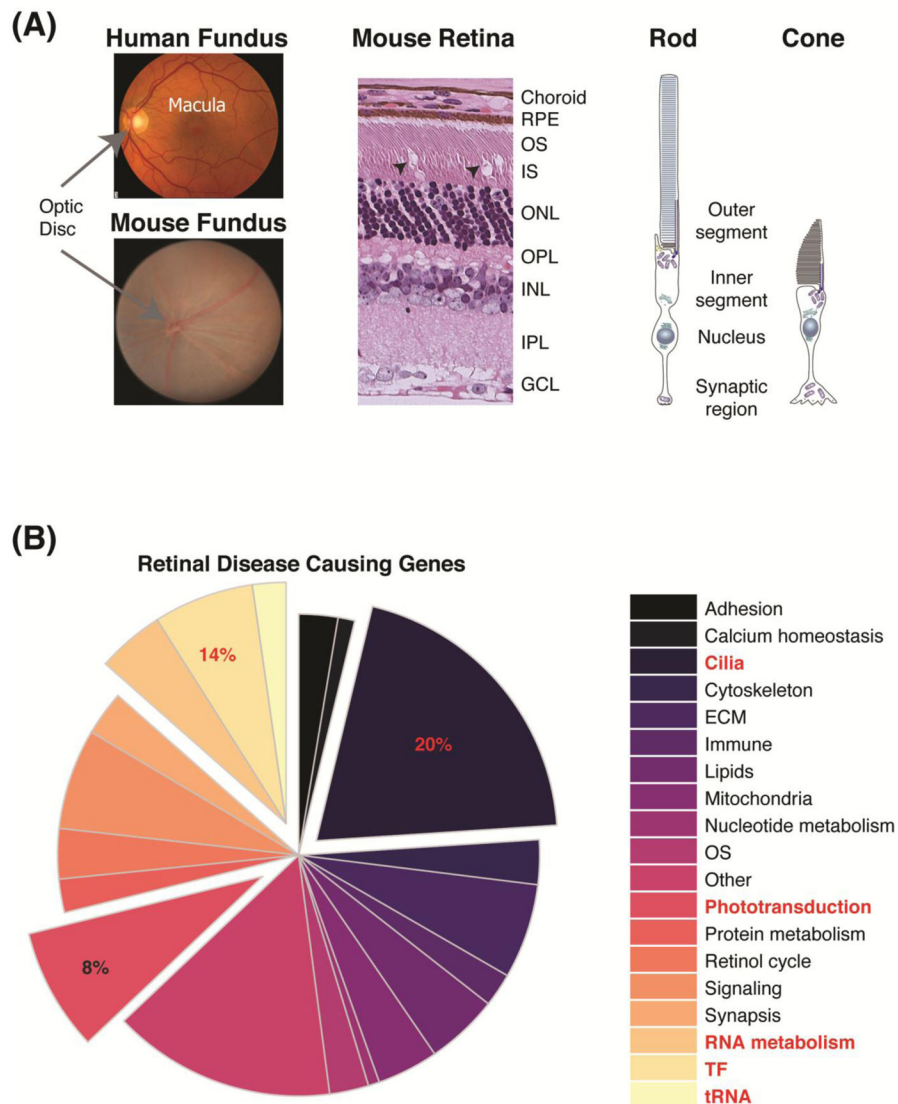 (A)
Human Fundus
Mouse Retina
Rod
Cone
Macula
Optic
Disc
Mouse Fundus
Choroid
RPE
OS
IS
ONL
OPL
INL
IPL
GCL
Outer
segment
Inner
segment
Nucleus
Synaptic
region
(B)
Retinal Disease Causing Genes
14%
20%
8%
Adhesion
Calcium homeostasis
Cilia
Cytoskeleton
ECM
Immune
Lipids
Mitochondria
Nucleotide metabolism
OS
Other
Phototransduction
Protein metabolism
Retinol cycle
Signaling
Synapsis
RNA metabolism
TF
tRNA